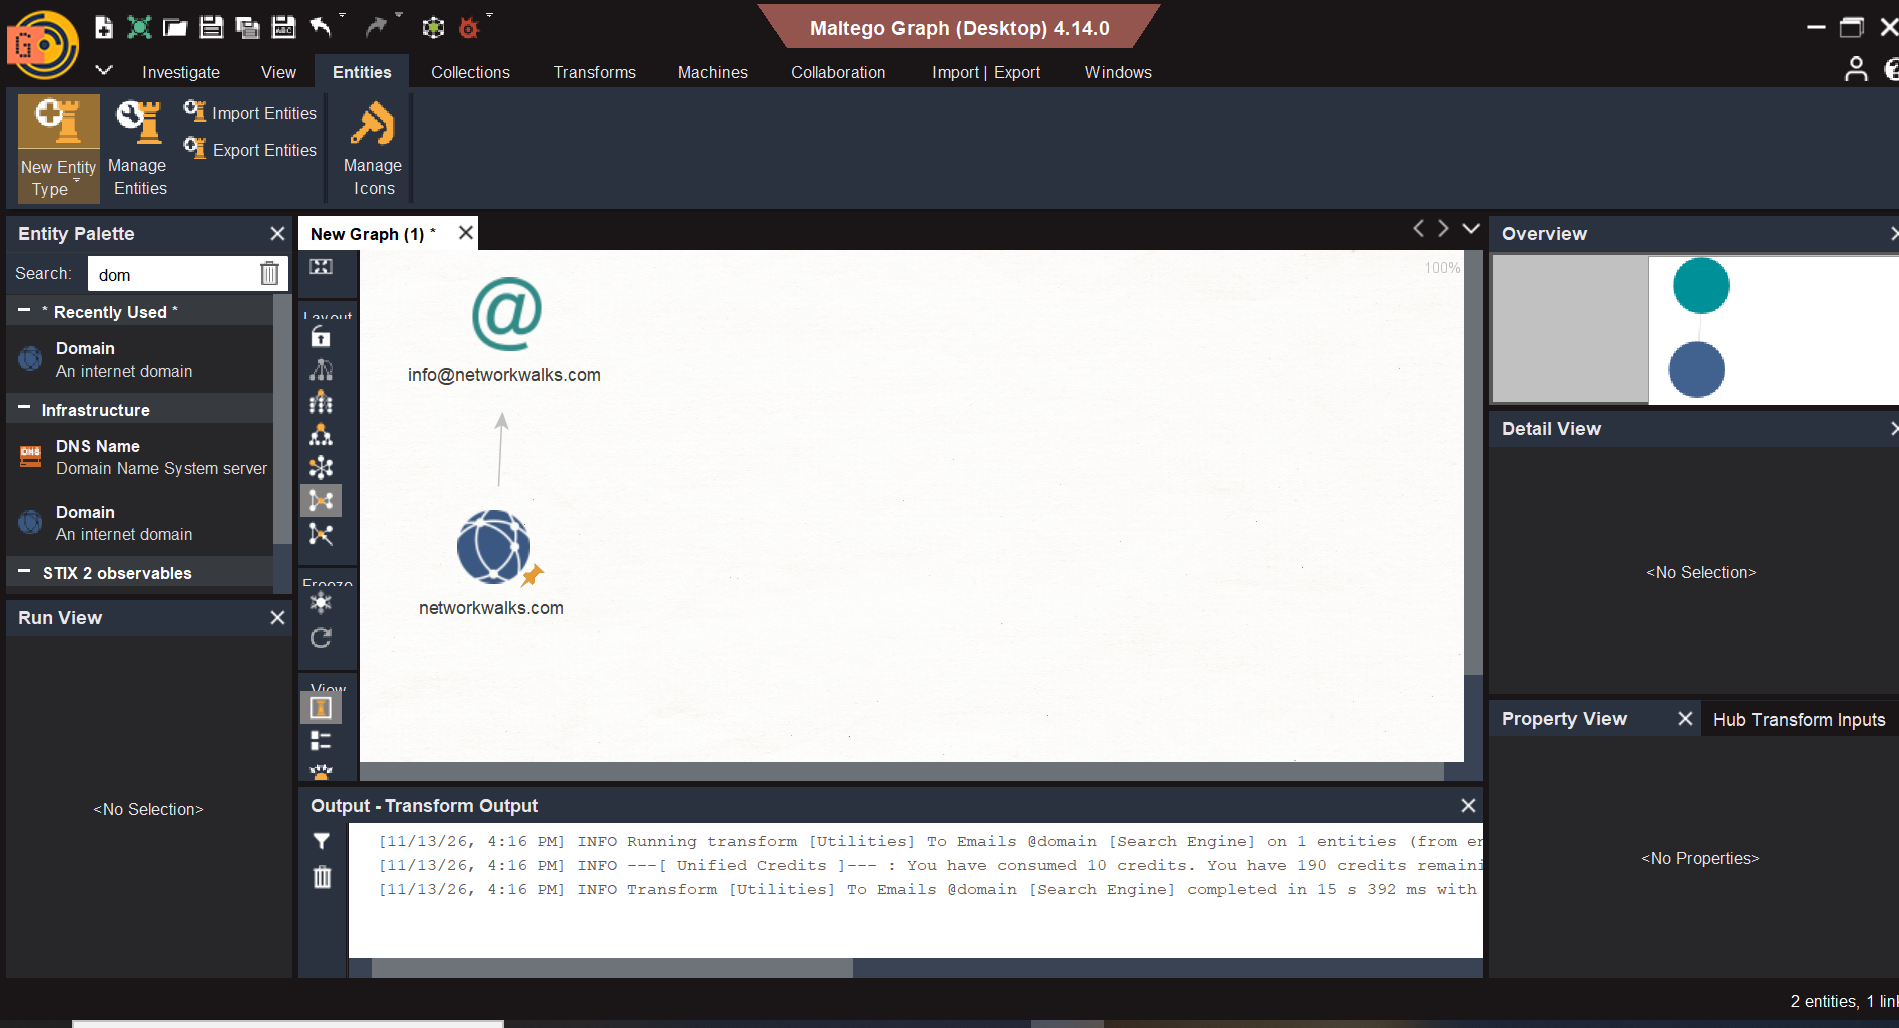 Maltego Graph (Desktop) 4.14.0
Investigate View Entities Collections Transforms Machines Collaboration Import | Export Windows
New Entity Type
Manage Entities
Import Entities
Export Entities
Manage Icons
Entity Palette
Search: dom
* Recently Used *
Domain
An internet domain
Infrastructure
DNS Name
Domain Name System server
Domain
An internet domain
STIX 2 observables
Run View
<No Selection>
New Graph (1) *
Layout
Freeze
View
100%
info@networkwalks.com
networkwalks.com
Output - Transform Output
[11/13/26, 4:16 PM] INFO Running transform [Utilities] To Emails @domain [Search Engine] on 1 entities (from en
[11/13/26, 4:16 PM] INFO ---[ Unified Credits ]--- : You have consumed 10 credits. You have 190 credits remaini
[11/13/26, 4:16 PM] INFO Transform [Utilities] To Emails @domain [Search Engine] completed in 15 s 392 ms with
Overview
Detail View
<No Selection>
Property View
Hub Transform Inputs
<No Properties>
2 entities, 1 link